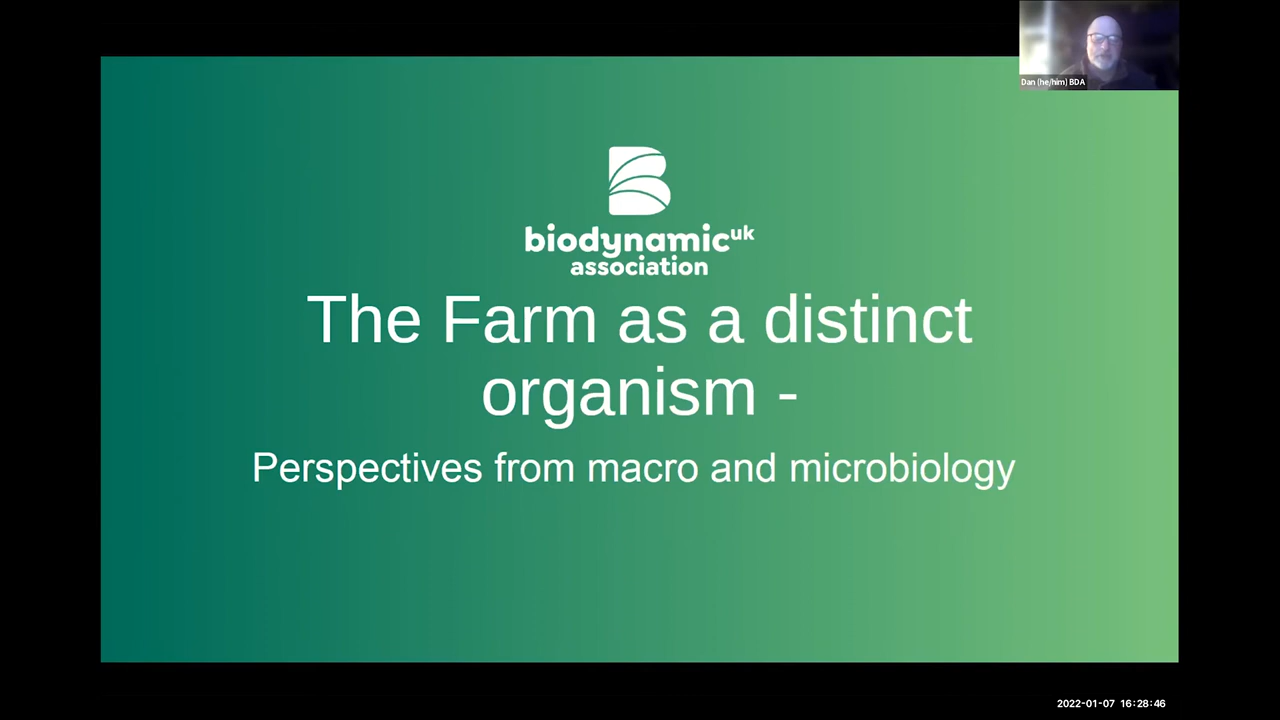 Dan (he/him) BDA
biodynamic uk
association
The Farm as a distinct
organism -
Perspectives from macro and microbiology
2022-01-07 16:28:46